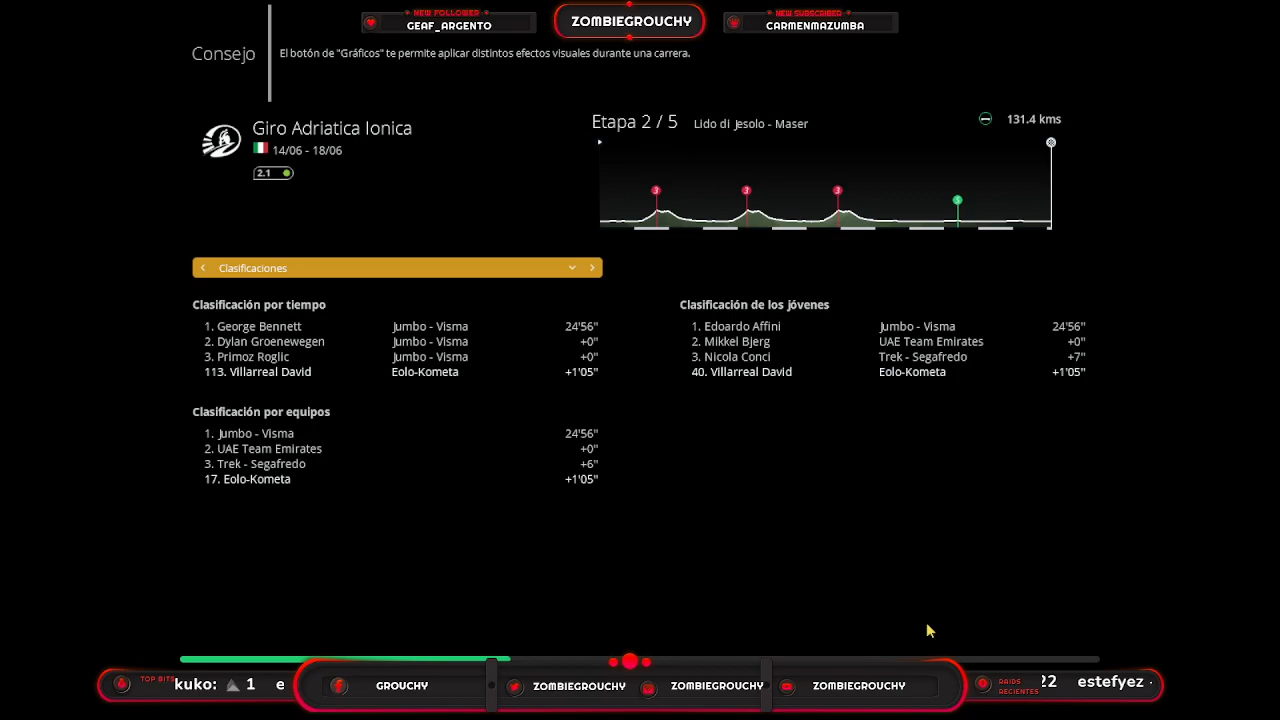 NEW FOLLOWER
GEAF_ARGENTO
ZOMBIEGROUCHY
NEW SUBSCRIBER
CARMENMAZUMBA
Consejo
El botón de "Gráficos" te permite aplicar distintos efectos visuales durante una carrera.
Giro Adriatica Ionica
14/06 - 18/06
2.1
Etapa 2 / 5
Lido di Jesolo - Maser
131.4 kms
3
3
3
S
Clasificaciones
Clasificación por tiempo
1. George Bennett Jumbo - Visma 24'56"
2. Dylan Groenewegen Jumbo - Visma +0"
3. Primoz Roglic Jumbo - Visma +0"
113. Villarreal David Eolo-Kometa +1'05"
Clasificación de los jóvenes
1. Edoardo Affini Jumbo - Visma 24'56"
2. Mikkel Bjerg UAE Team Emirates +0"
3. Nicola Conci Trek - Segafredo +7"
40. Villarreal David Eolo-Kometa +1'05"
Clasificación por equipos
1. Jumbo - Visma 24'56"
2. UAE Team Emirates +0"
3. Trek - Segafredo +6"
17. Eolo-Kometa +1'05"
TOP BITS
kuko: 1 e
GROUCHY
ZOMBIEGROUCHY
ZOMBIEGROUCHY
ZOMBIEGROUCHY
RAIDS
RECIENTES
22 estefyez -